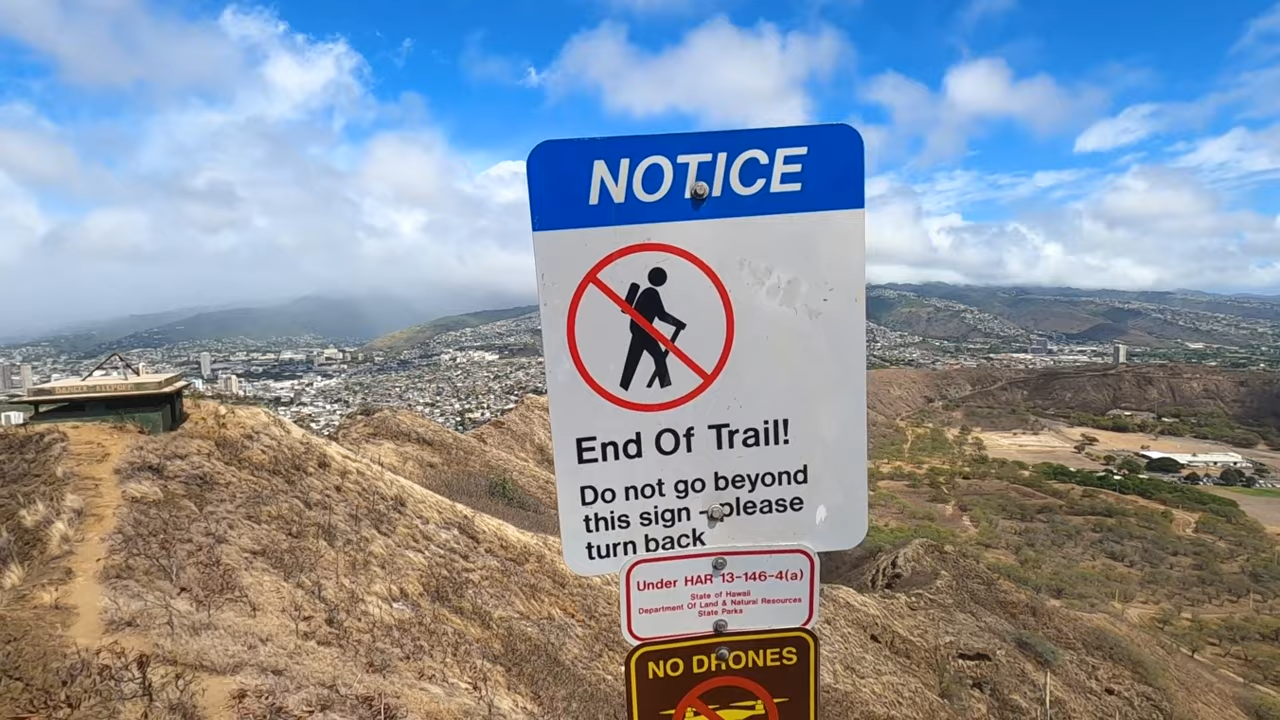 NOTICE
End Of Trail!
Do not go beyond
this sign - please
turn back
Under HAR 13-146-4(a)
State of Hawaii
Department Of Land & Natural Resources
State Parks
NO DRONES